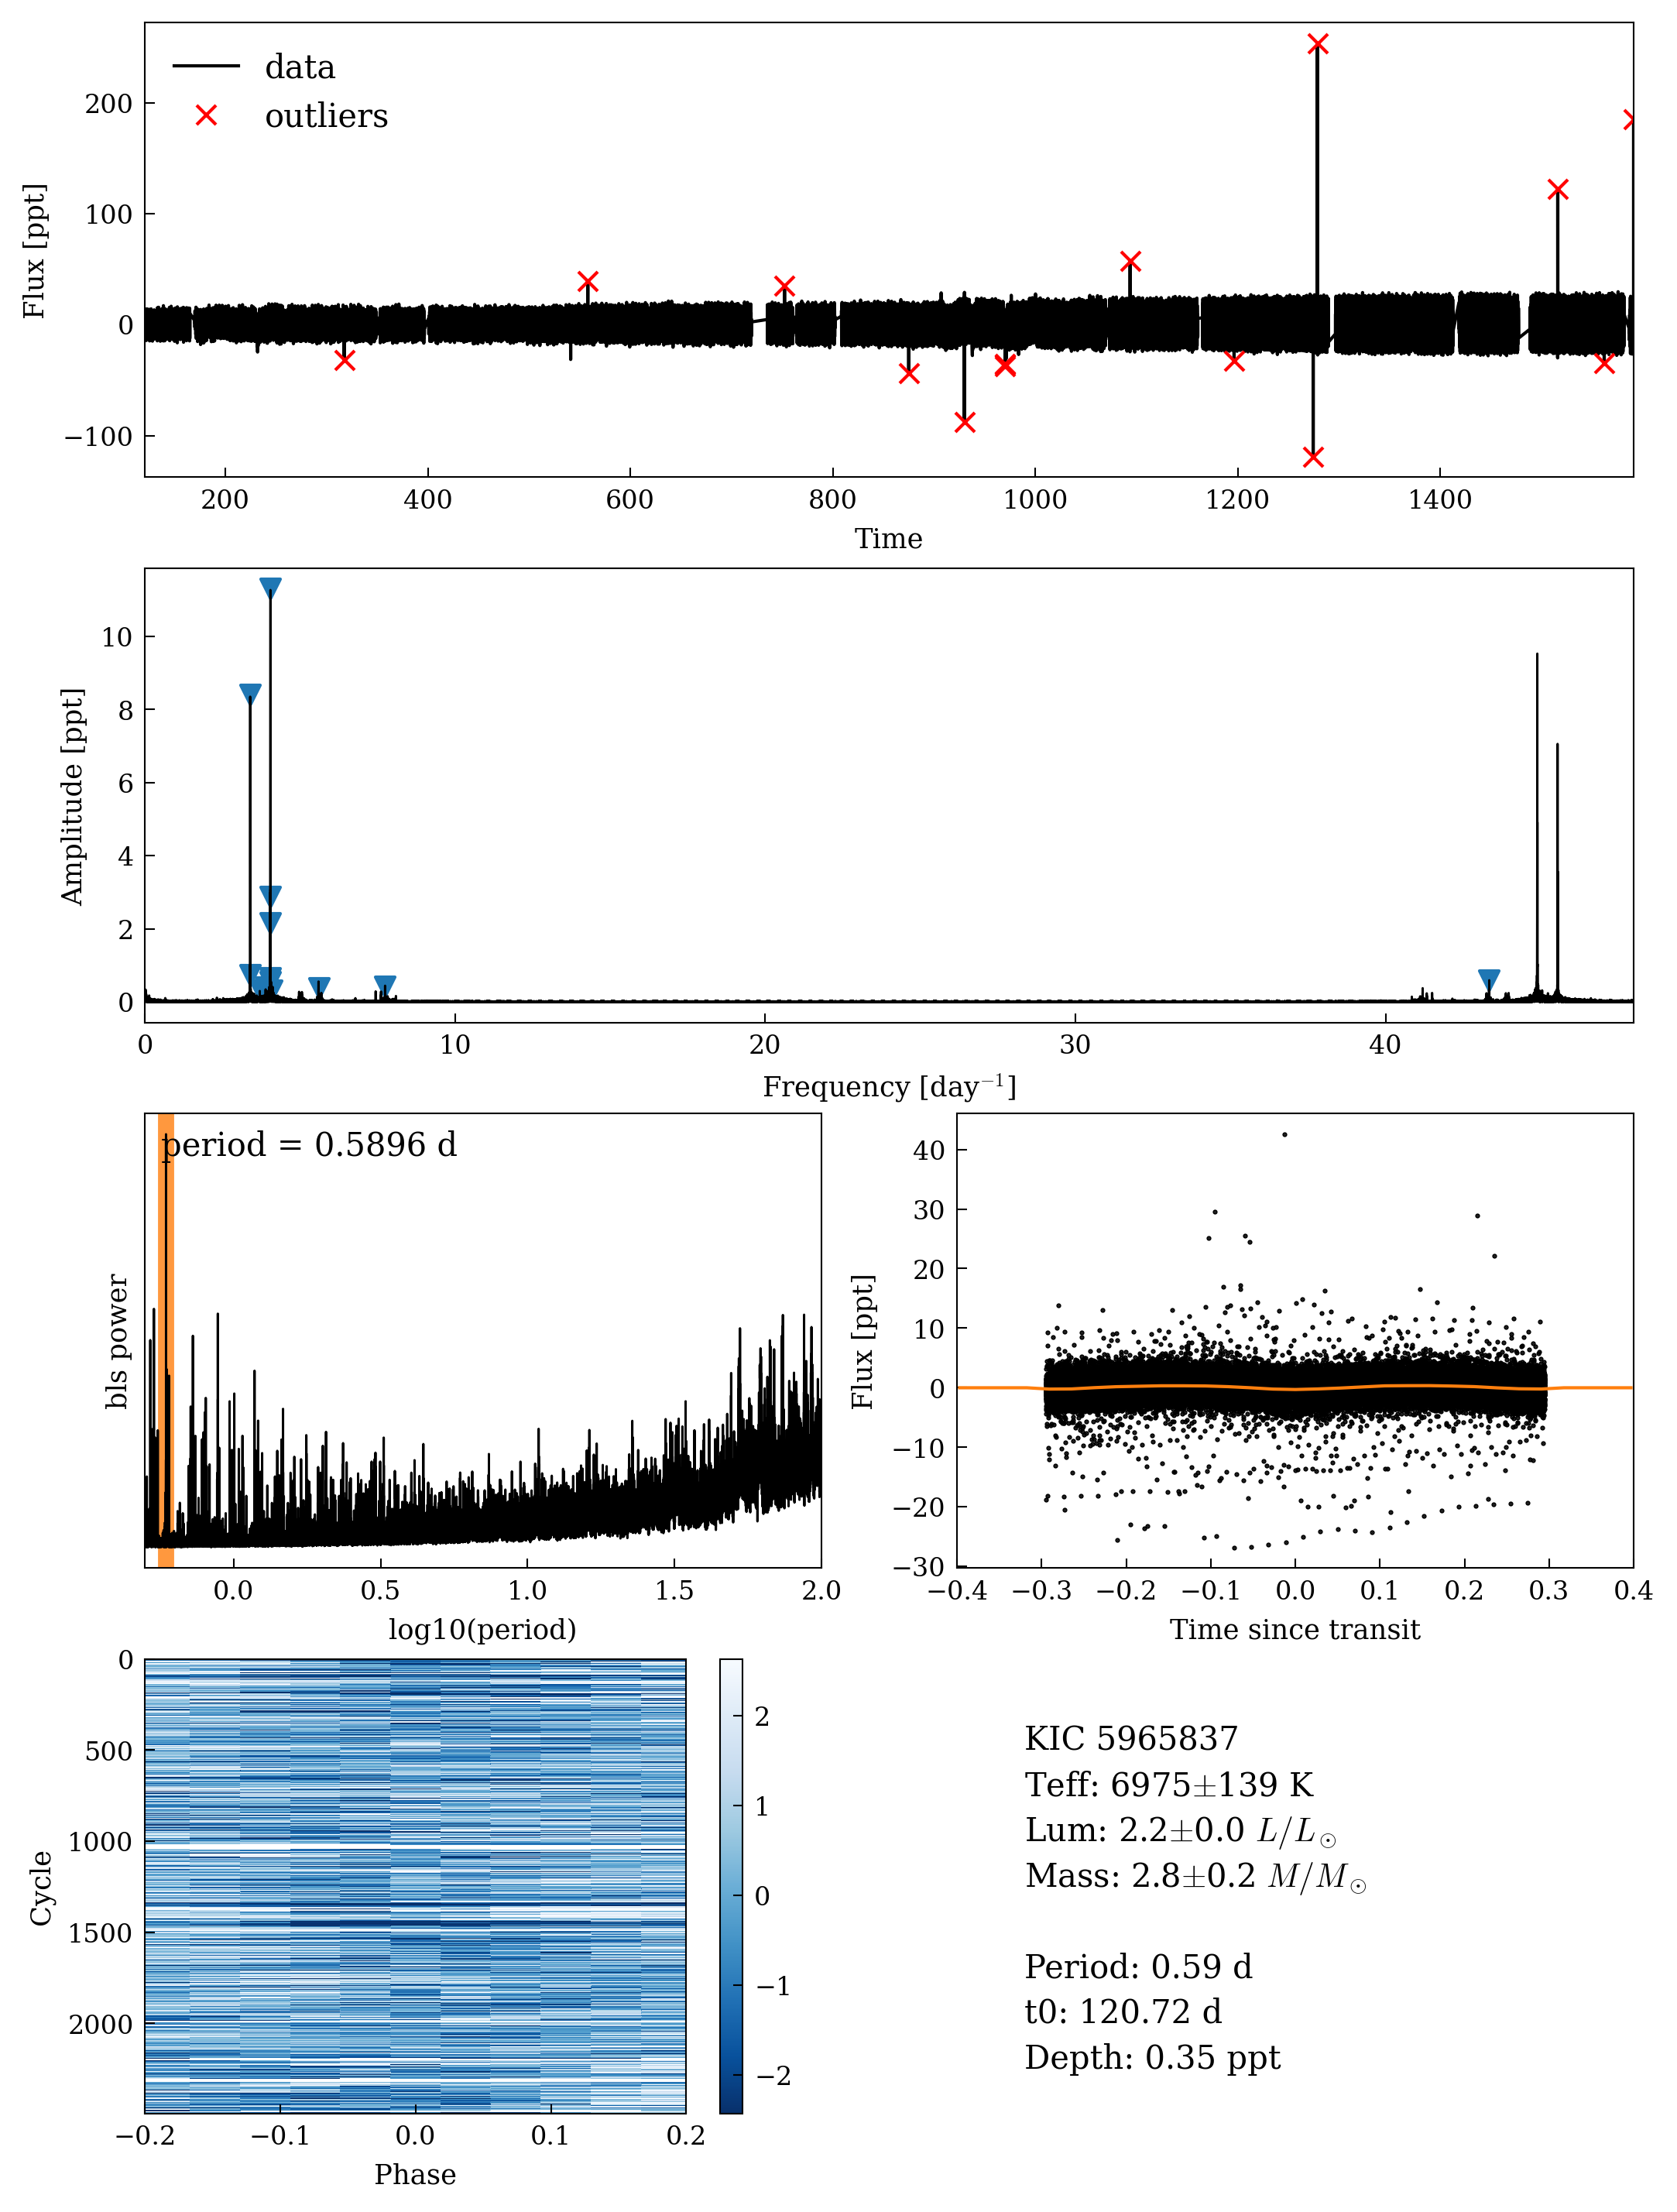 data
outliers
Flux [ppt]
200
100
0
−100
200 400 600 800 1000 1200 1400
Time
Amplitude [ppt]
10
8
6
4
2
0
0 10 20 30 40
Frequency [day⁻¹]
period = 0.5896 d
bls power
0.0 0.5 1.0 1.5 2.0
log10(period)
Flux [ppt]
40
30
20
10
0
−10
−20
−30
−0.4 −0.3 −0.2 −0.1 0.0 0.1 0.2 0.3 0.4
Time since transit
Cycle
0
500
1000
1500
2000
−0.2 −0.1 0.0 0.1 0.2
Phase
2
1
0
−1
−2
KIC 5965837
Teff: 6975±139 K
Lum: 2.2±0.0 L/L☉
Mass: 2.8±0.2 M/M☉
Period: 0.59 d
t0: 120.72 d
Depth: 0.35 ppt